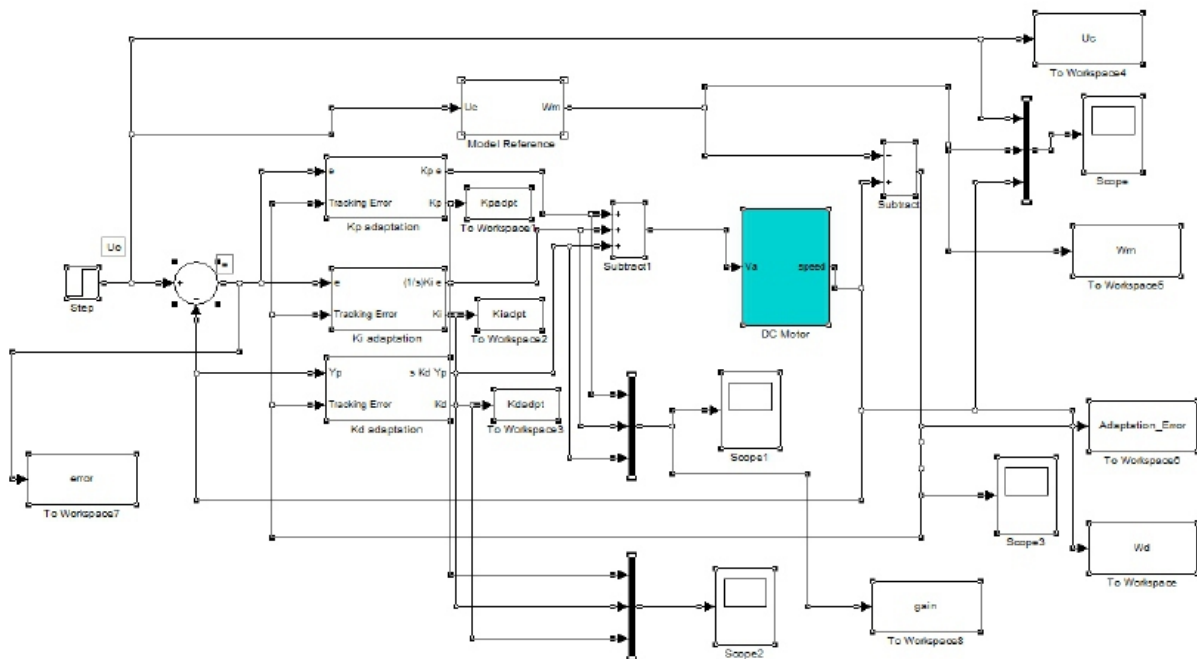 Uc
To Workspace4
Uc
Wm
Model Reference
Scope
e
Kp e
Tracking Error
Kp
Kp adaptation
Kpadpt
To Workspace1
+
+
+
Subtract1
−
+
Subtract
Va
speed
DC Motor
Wm
To Workspace5
Uc
Step
+
−
e
e
(1/s)Ki e
Tracking Error
Ki
Ki adaptation
Kiadpt
To Workspace2
Yp
s Kd Yp
Tracking Error
Kd
Kd adaptation
Kdadpt
To Workspace3
Scope1
Adaptation_Error
To Workspace6
error
To Workspace7
Scope3
Wd
To Workspace
Scope2
gain
To Workspace8